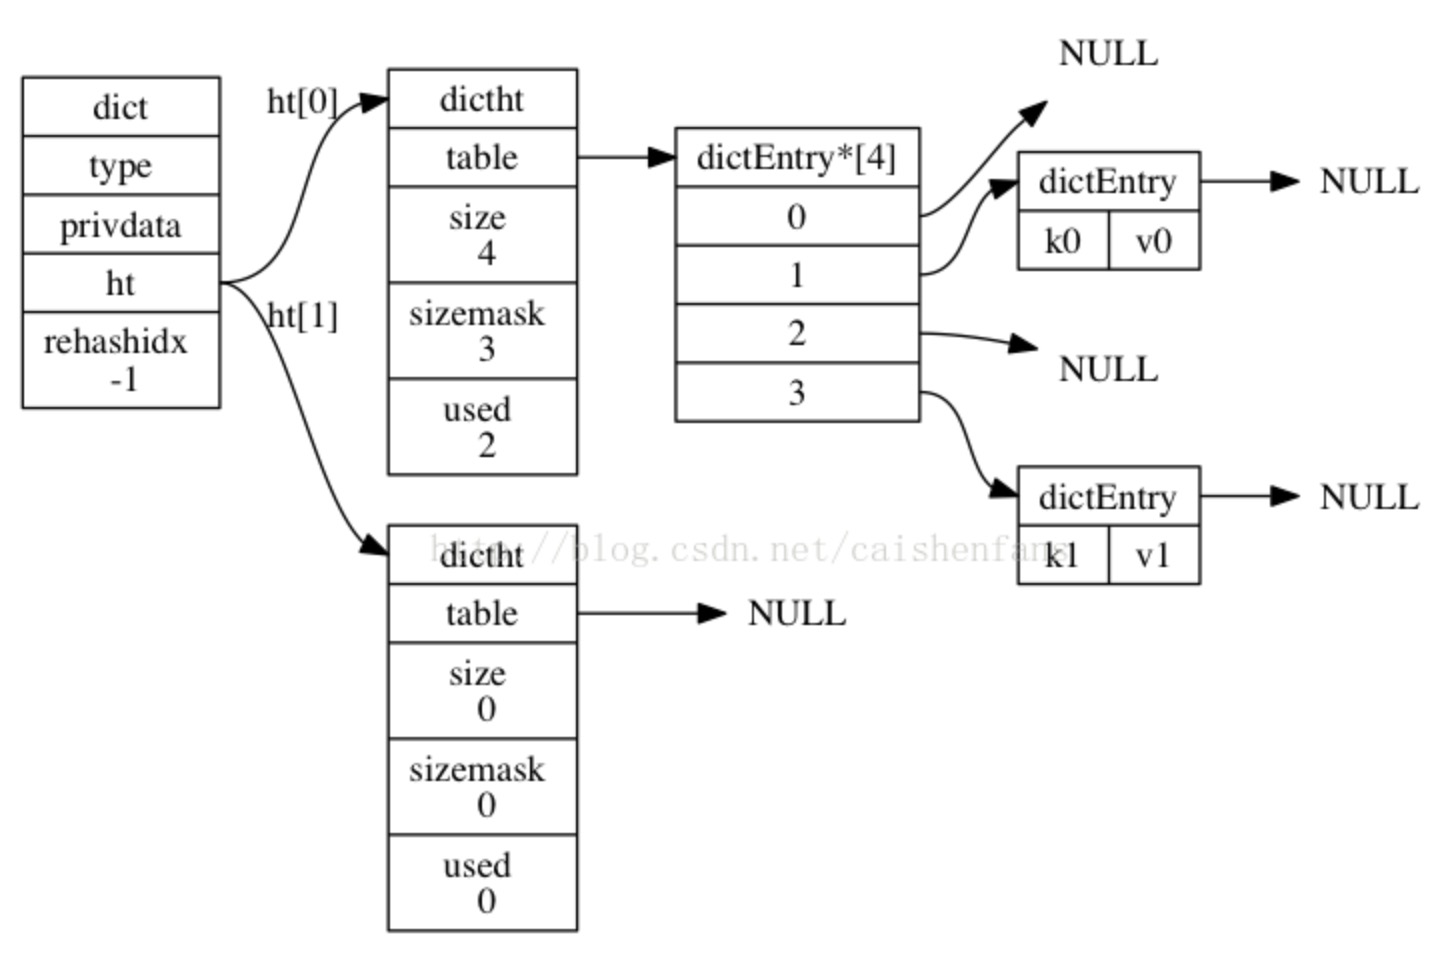 dict
type
privdata
ht
rehashidx
-1
ht[0]
ht[1]
dictht
table
size
4
sizemask
3
used
2
dictEntry*[4]
0
1
2
3
NULL
dictEntry
k0 v0
NULL
NULL
dictEntry
k1 v1
NULL
http://blog.csdn.net/caishenfans
dictht
table
NULL
size
0
sizemask
0
used
0